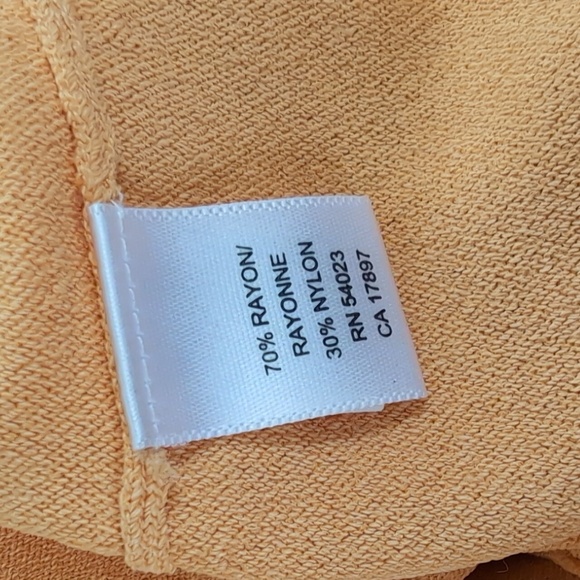 70% RAYON/
RAYONNE
30% NYLON
RN 54023
CA 17897